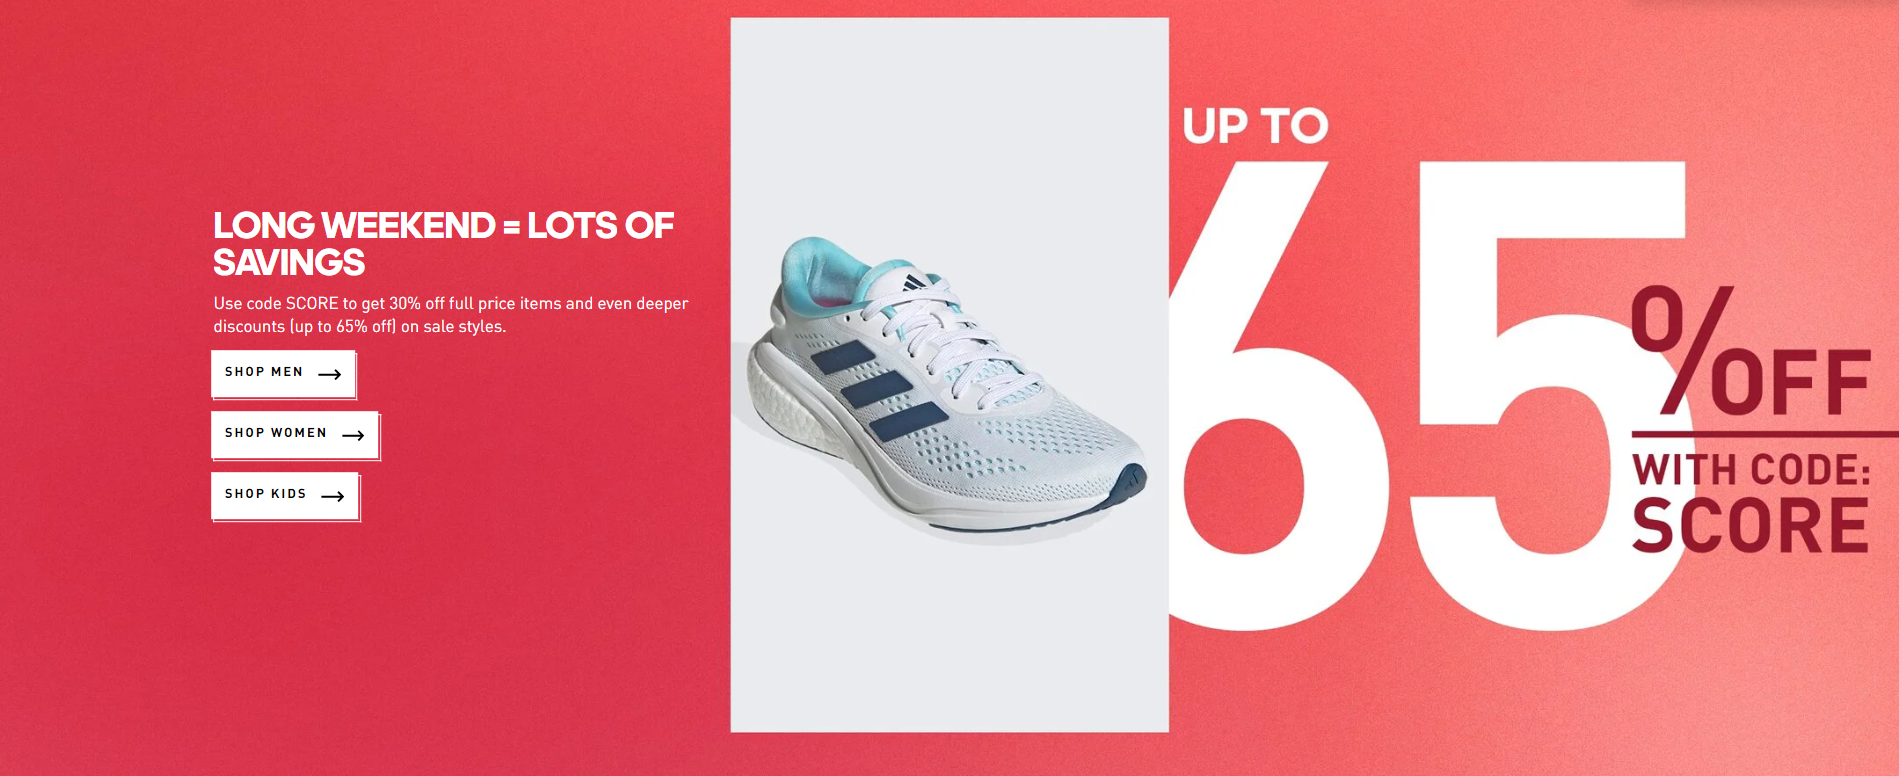 LONG WEEKEND = LOTS OF
SAVINGS
Use code SCORE to get 30% off full price items and even deeper
discounts (up to 65% off) on sale styles.
SHOP MEN
SHOP WOMEN
SHOP KIDS
UP TO
65
%OFF
WITH CODE:
SCORE